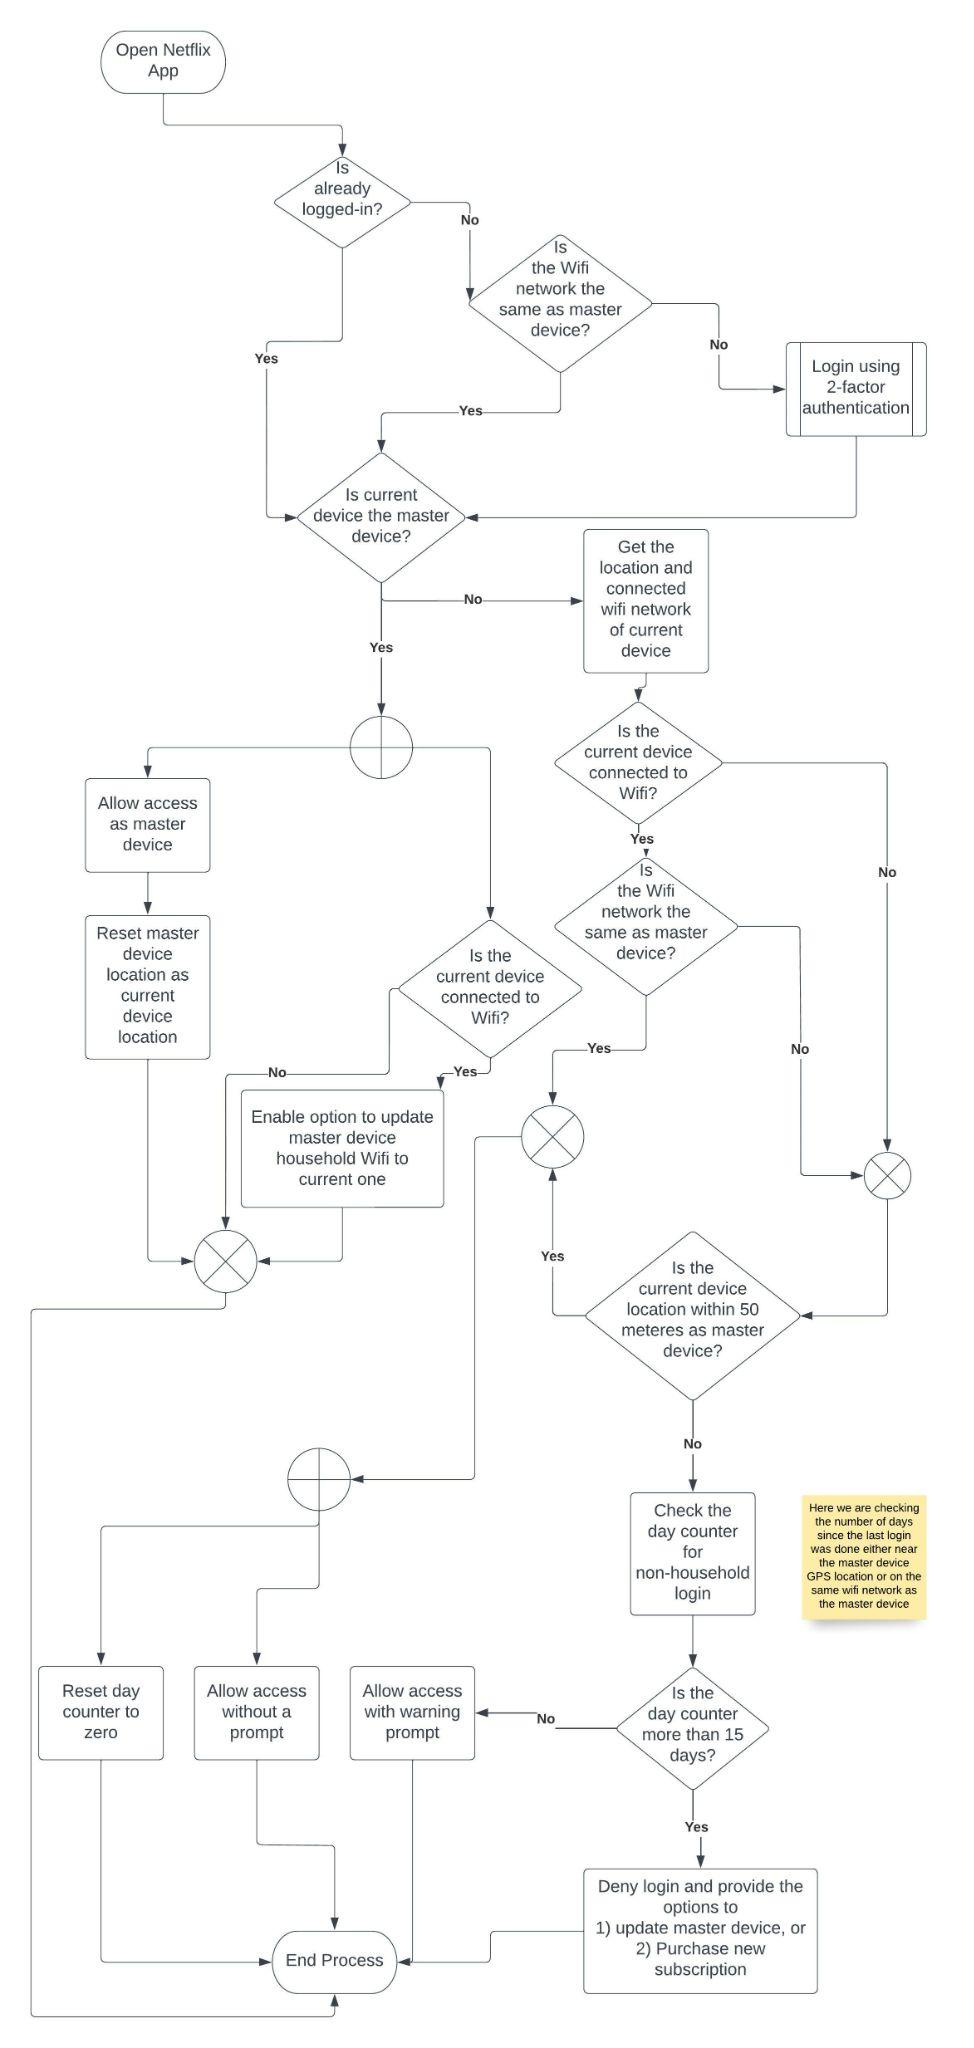 Open Netflix
App
Is
already
logged-in?
No
Is
the Wifi
network the
same as master
device?
Yes
No
Login using
2-factor
authentication
Yes
Is current
device the master
device?
No
Yes
Get the
location and
connected
wifi network
of current
device
Is the
current device
connected to
Wifi?
Allow access
as master
device
Yes
No
Is
the Wifi
network the
same as master
device?
Reset master
device
location as
current
device
location
Is the
current device
connected to
Wifi?
Yes
No
No
Yes
Enable option to update
master device
household Wifi to
current one
Yes
Is the
current device
location within 50
meteres as master
device?
No
Check the
day counter
for
non-household
login
Here we are checking
the number of days
since the last login
was done either near
the master device
GPS location or on the
same wifi network as
the master device
Reset day
counter to
zero
Allow access
without a
prompt
Allow access
with warning
prompt
No
Is the
day counter
more than 15
days?
Yes
Deny login and provide the
options to
1) update master device, or
2) Purchase new
subscription
End Process